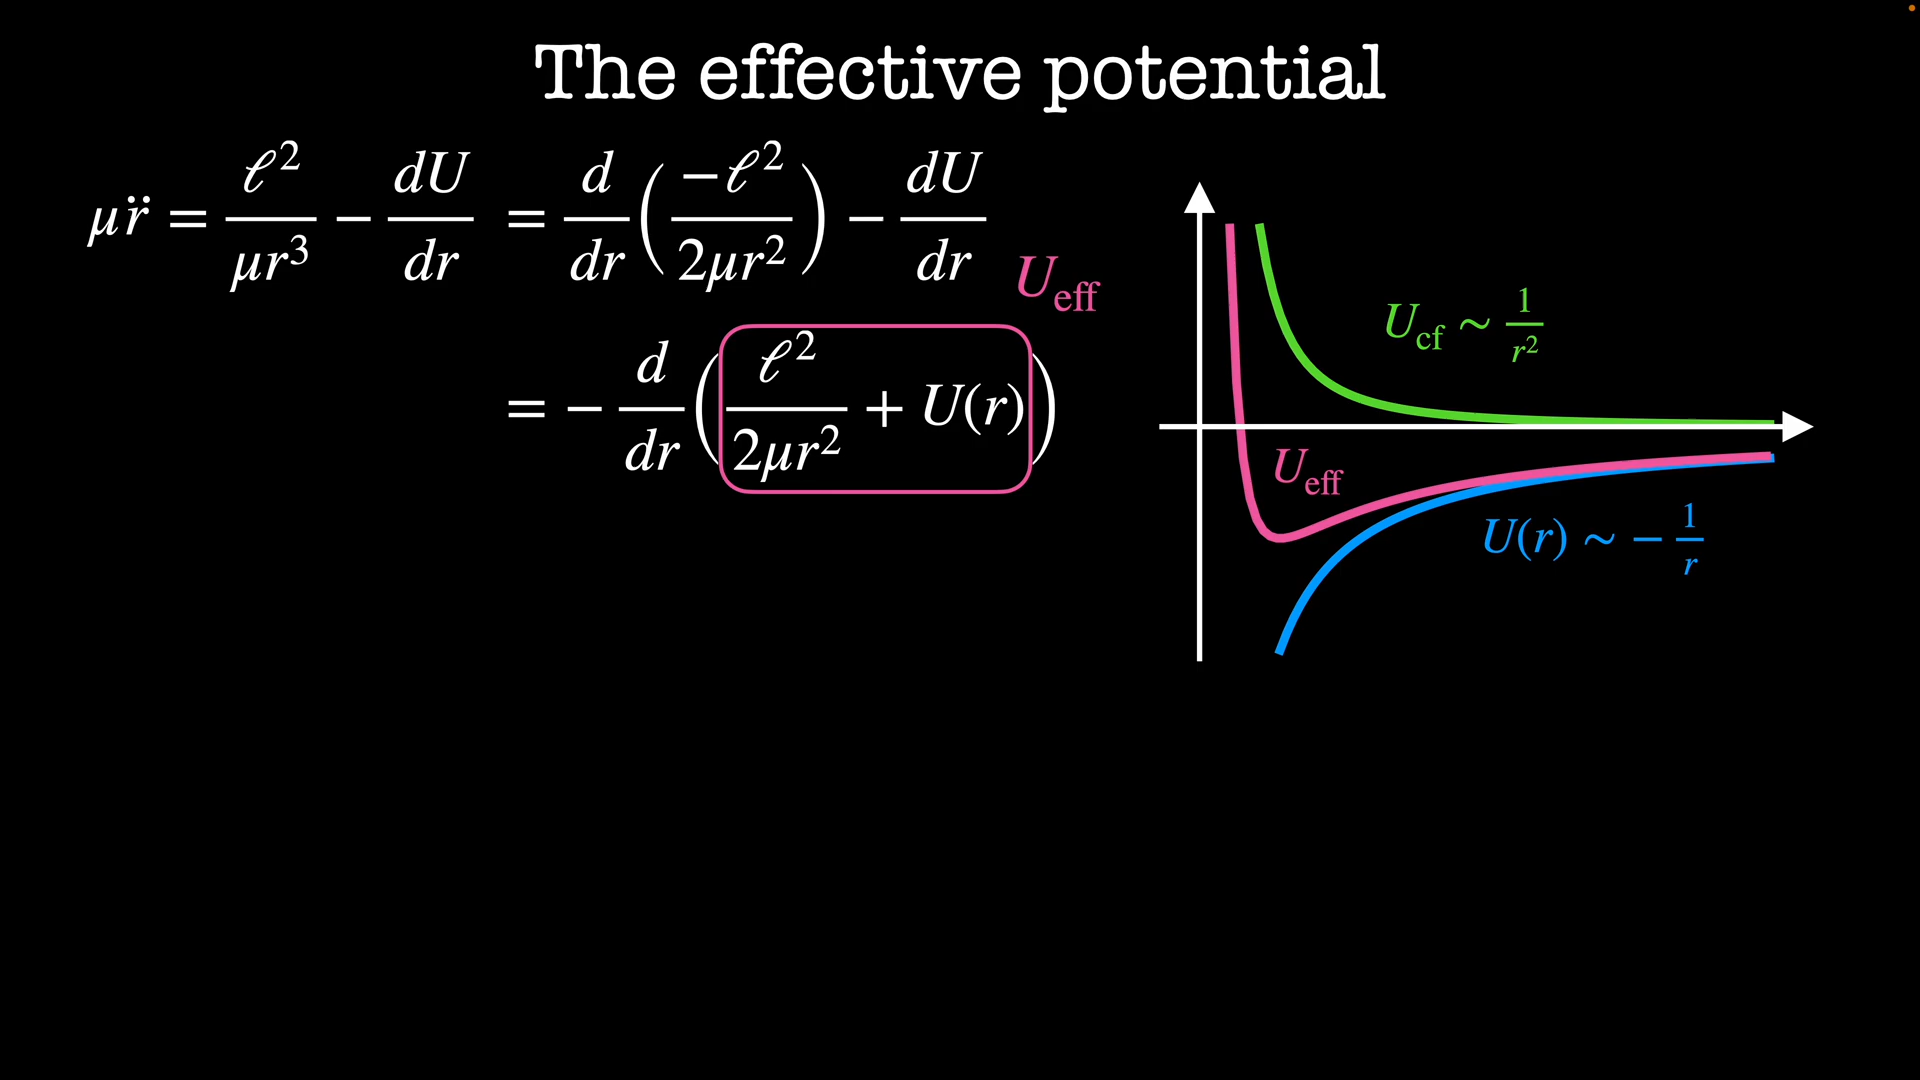 The effective potential
μr̈ = ℓ²/μr³ − dU/dr = d/dr(−ℓ²/2μr²) − dU/dr
U_eff
= − d/dr(ℓ²/2μr² + U(r))
U_cf ∼ 1/r²
U_eff
U(r) ∼ − 1/r